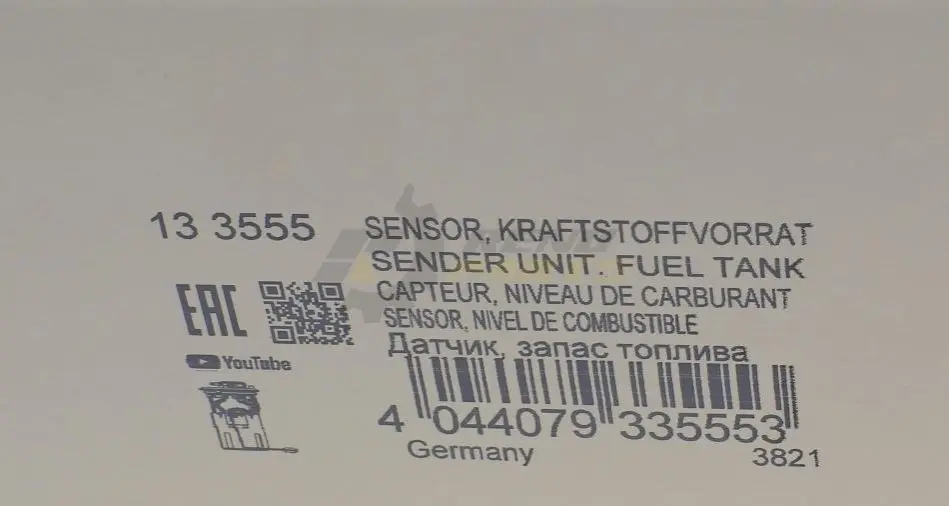 13 3555
SENSOR, KRAFTSTOFFVORRAT
SENDER UNIT. FUEL TANK
CAPTEUR, NIVEAU DE CARBURANT
SENSOR, NIVEL DE COMBUSTIBLE
Датчик, запас топлива
EAC
YouTube
4 044079 335553
Germany
3821